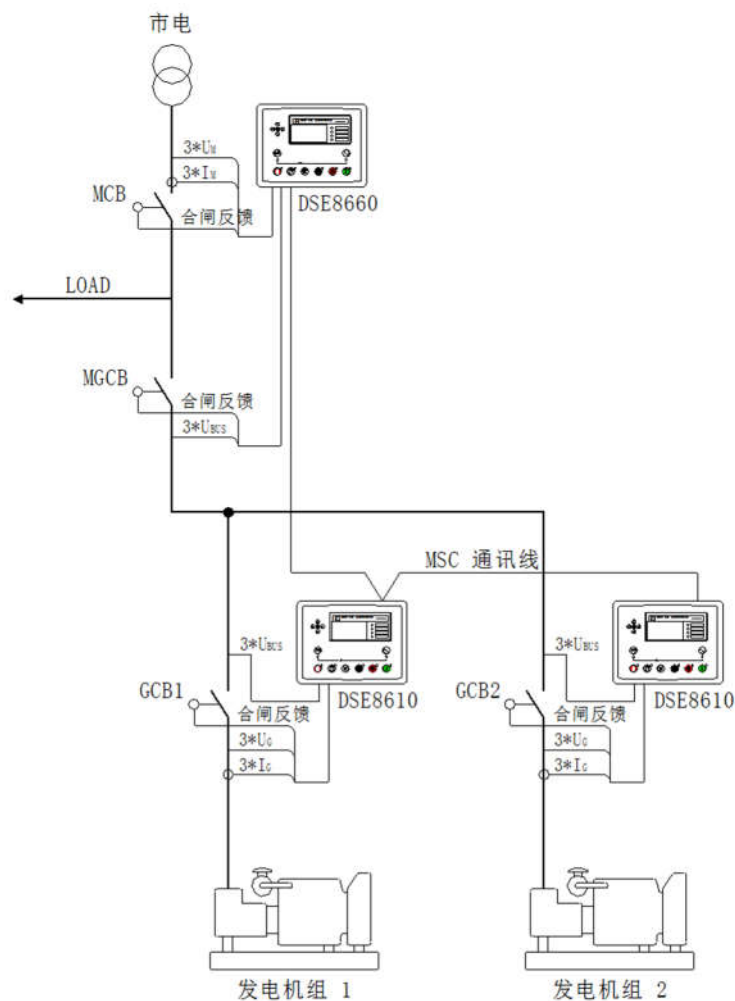 市电
3*UM
3*IM
MCB
合闸反馈
DSE8660
LOAD
MGCB
合闸反馈
3*UBUS
MSC 通讯线
3*UBUS
DSE8610
GCB1
合闸反馈
3*UG
3*IG
3*UBUS
DSE8610
GCB2
合闸反馈
3*UG
3*IG
发电机组 1
发电机组 2